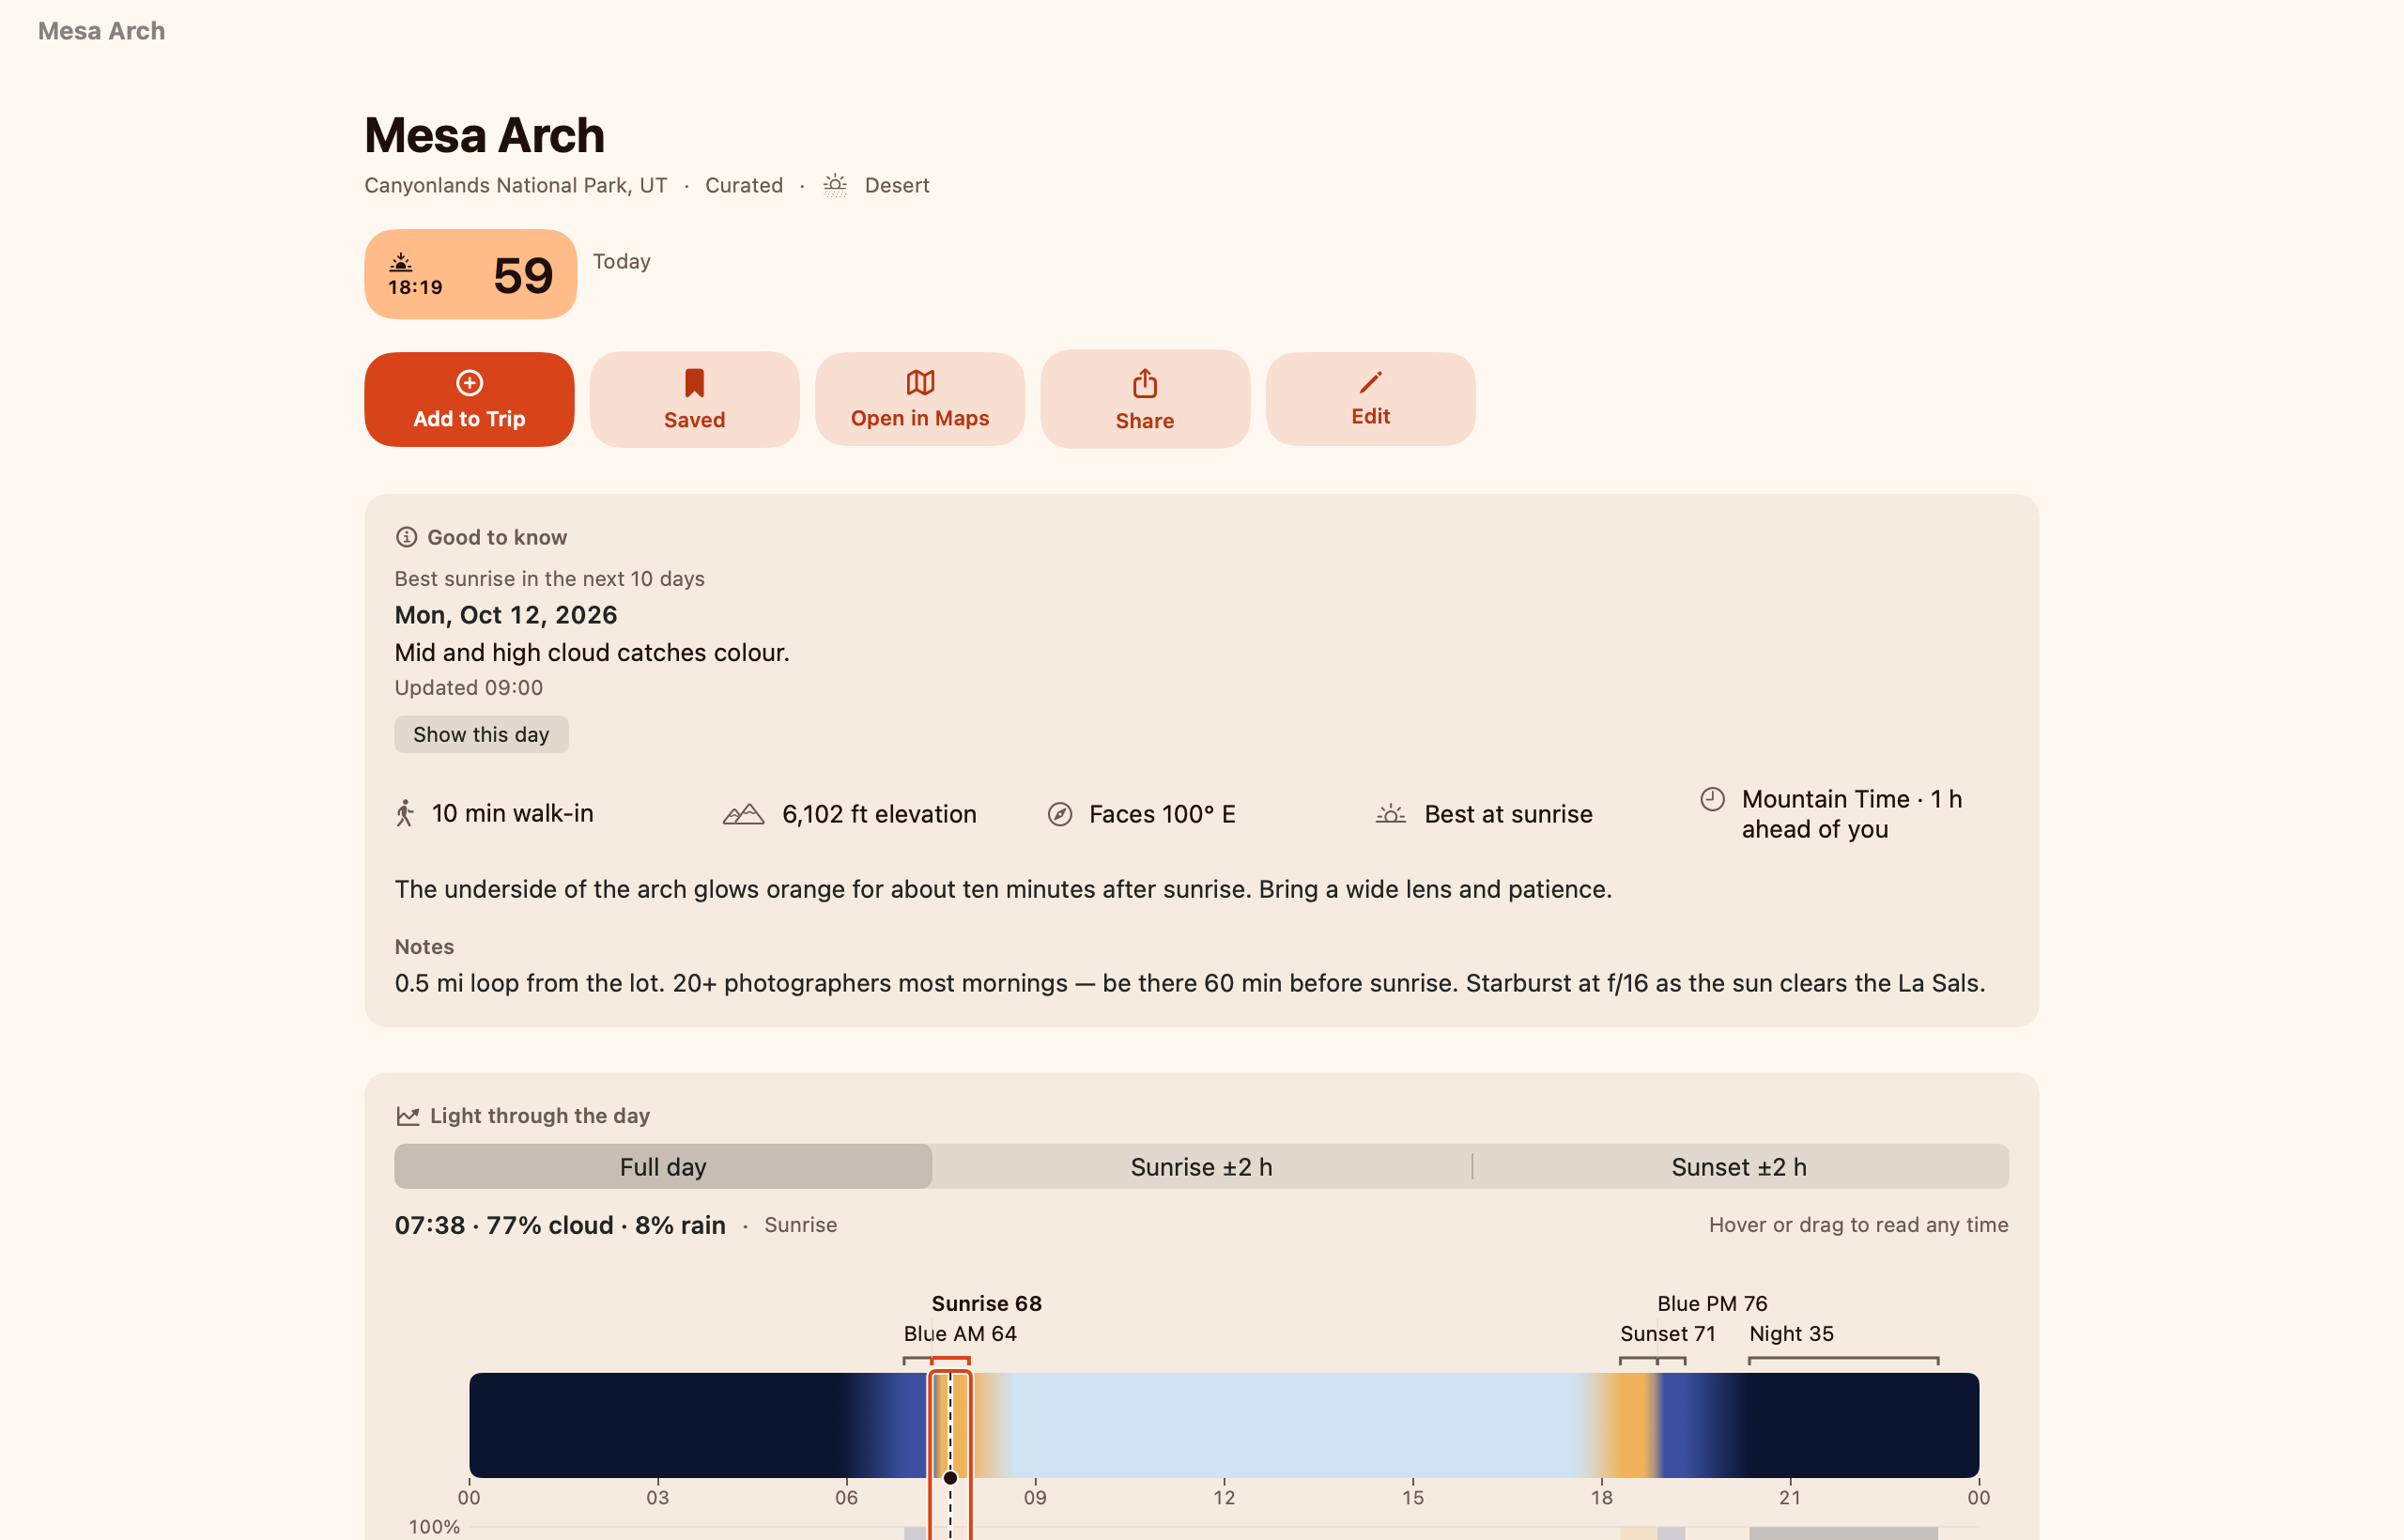 Mesa Arch
Mesa Arch
Canyonlands National Park, UT · Curated · Desert
18:19
59
Today
Add to Trip
Saved
Open in Maps
Share
Edit
Good to know
Best sunrise in the next 10 days
Mon, Oct 12, 2026
Mid and high cloud catches colour.
Updated 09:00
Show this day
10 min walk-in
6,102 ft elevation
Faces 100° E
Best at sunrise
Mountain Time · 1 h
ahead of you
The underside of the arch glows orange for about ten minutes after sunrise. Bring a wide lens and patience.
Notes
0.5 mi loop from the lot. 20+ photographers most mornings — be there 60 min before sunrise. Starburst at f/16 as the sun clears the La Sals.
Light through the day
Full day
Sunrise ±2 h
Sunset ±2 h
07:38 · 77% cloud · 8% rain · Sunrise
Hover or drag to read any time
Sunrise 68
Blue PM 76
Blue AM 64
Sunset 71
Night 35
00 03 06 09 12 15 18 21 00
100%